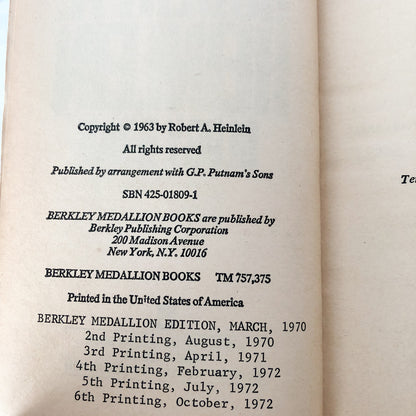 Copyright © 1963 by Robert A. Heinlein
All rights reserved
Published by arrangement with G.P. Putnam's Sons
SBN 425-01809-1
BERKLEY MEDALLION BOOKS are published by
Berkley Publishing Corporation
200 Madison Avenue
New York, N.Y. 10016
BERKLEY MEDALLION BOOKS TM 757,375
Printed in the United States of America
BERKLEY MEDALLION EDITION, MARCH, 1970
2nd Printing, August, 1970
3rd Printing, April, 1971
4th Printing, February, 1972
5th Printing, July, 1972
6th Printing, October, 1972